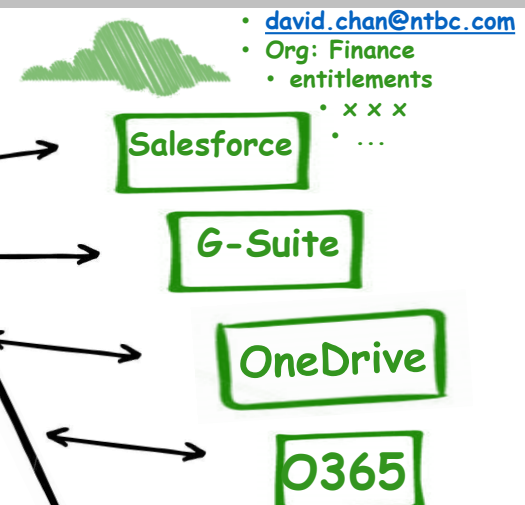 • david.chan@ntbc.com
• Org: Finance
• entitlements
• x x x
• ...
Salesforce
G-Suite
OneDrive
O365